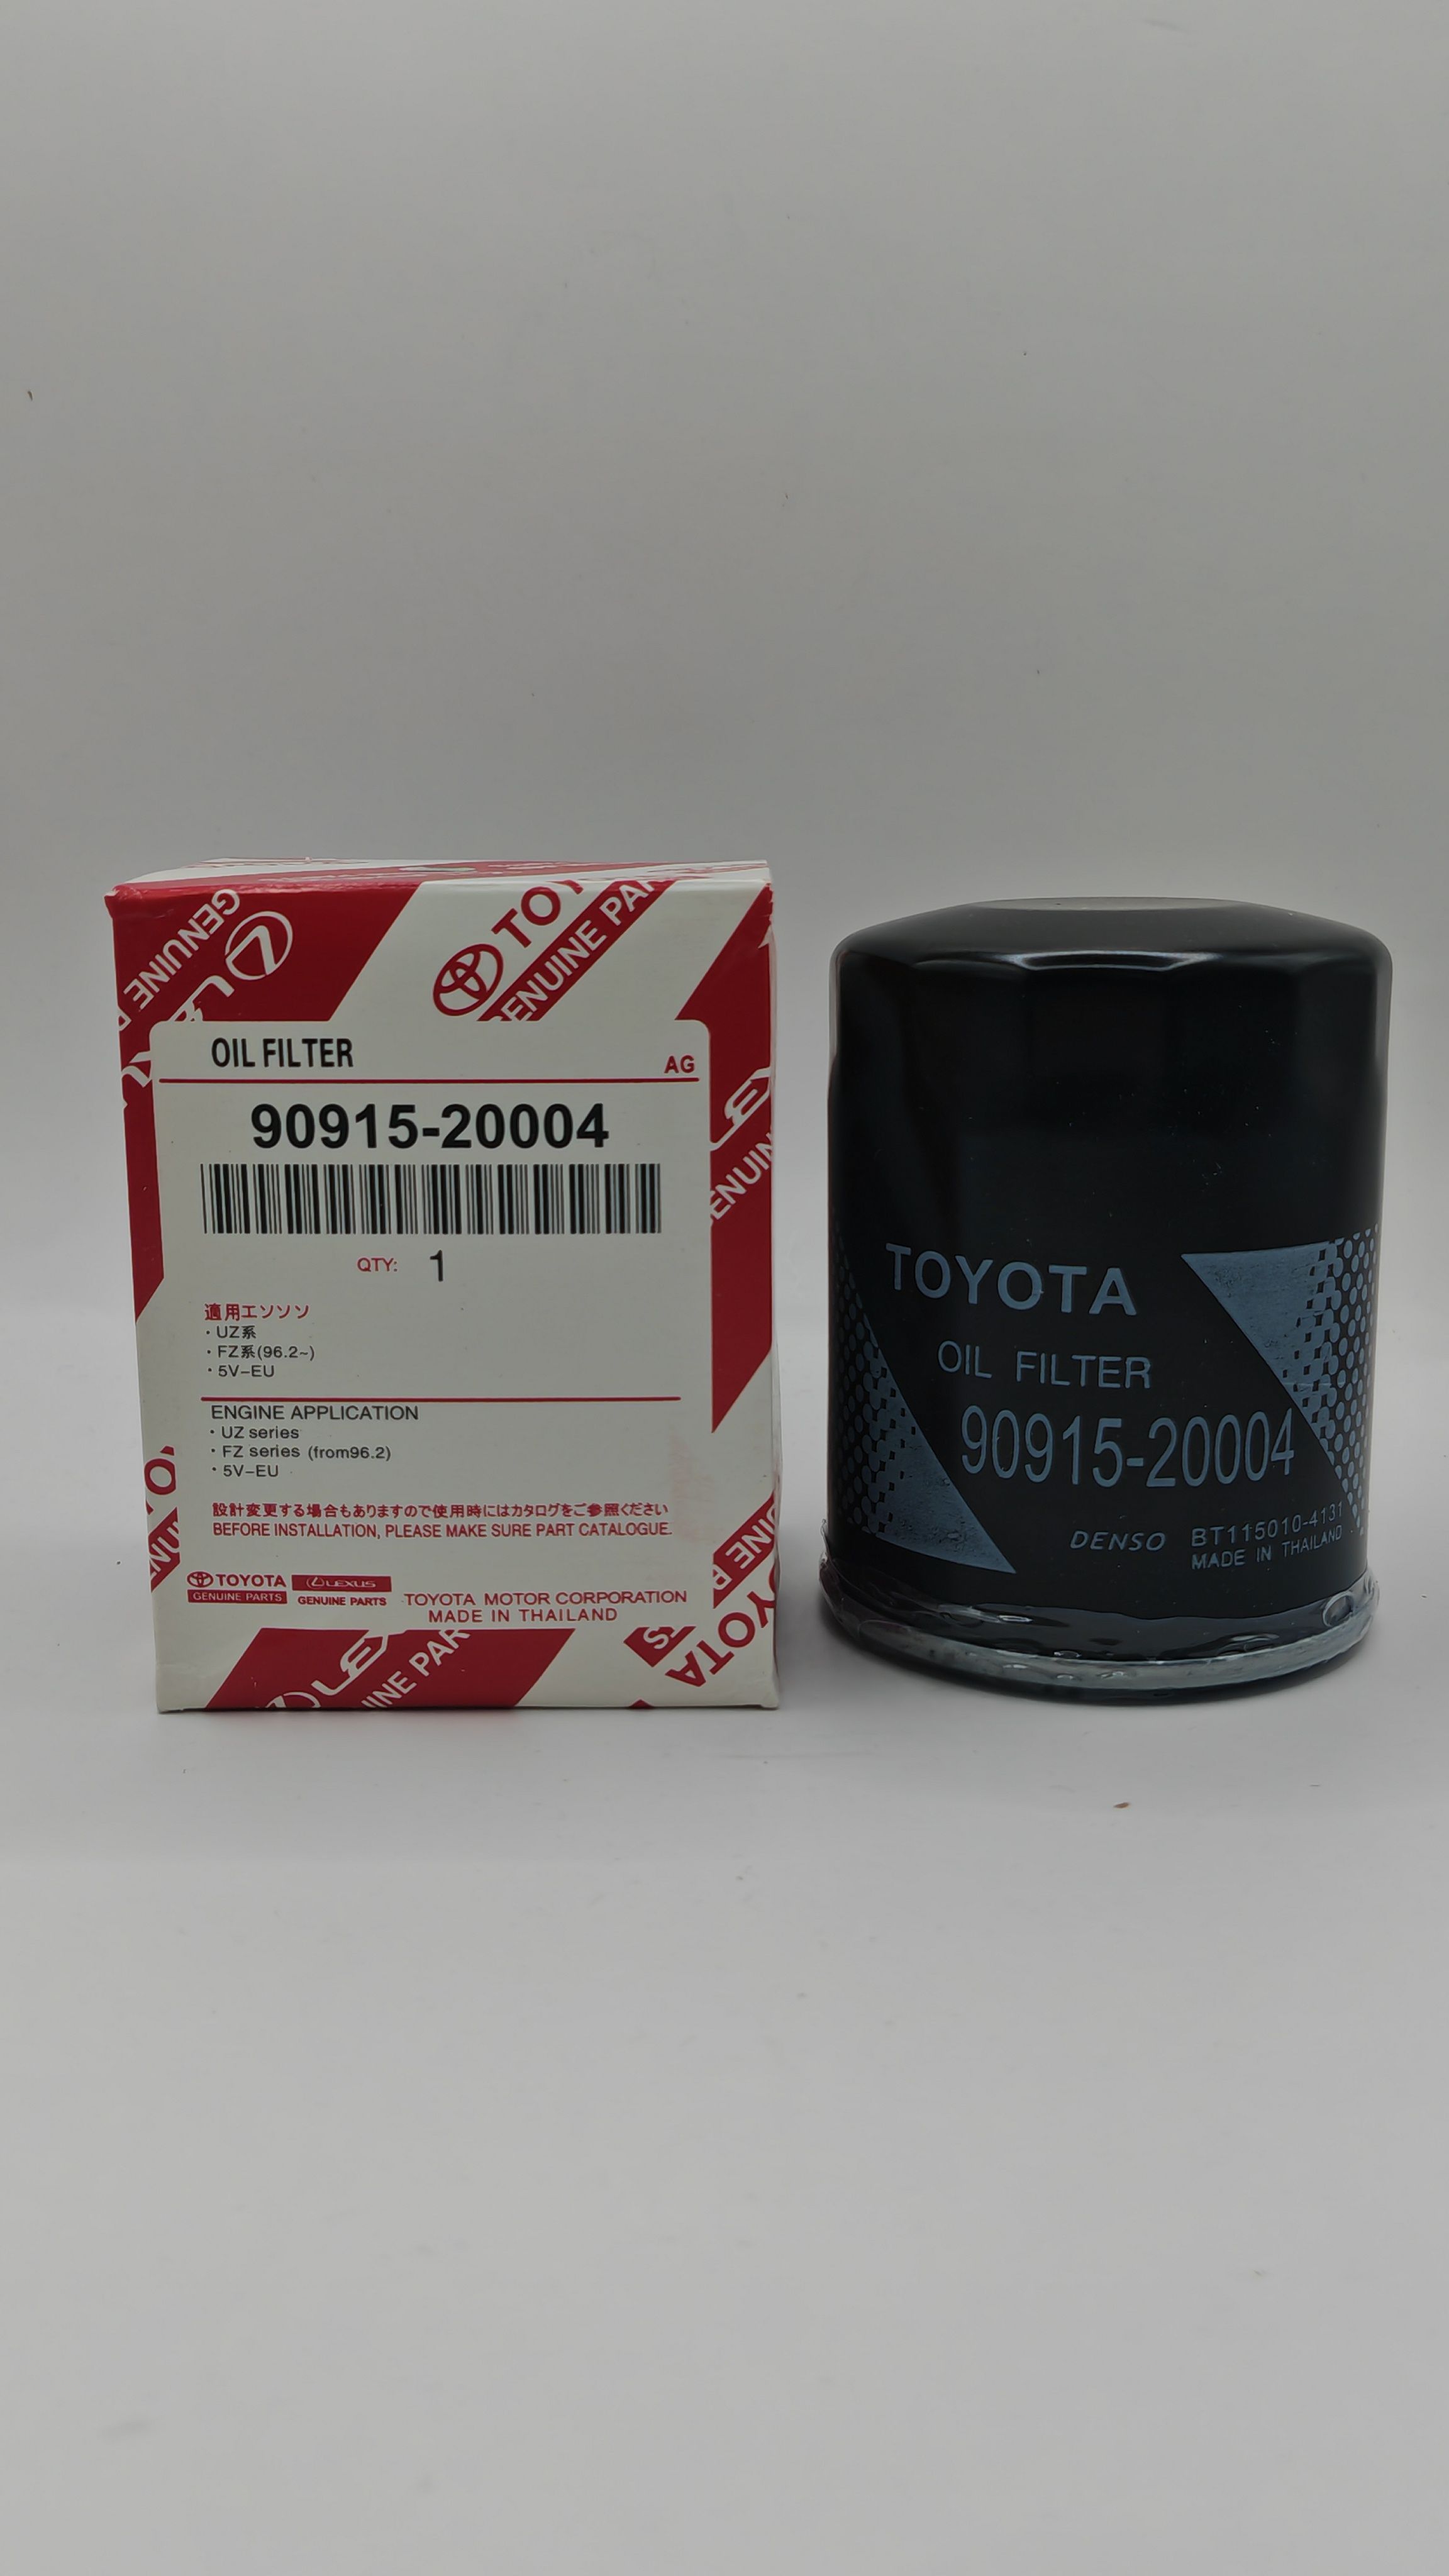 GENUINE
TOYO
GENUINE PAR
OIL FILTER
AG
90915-20004
QTY: 1
適用エソソソ
・UZ系
・FZ系(96.2~)
・5V-EU
ENGINE APPLICATION
・UZ series
・FZ series (from96.2)
・5V-EU
設計変更する場合もありますので使用時にはカタログをご参照ください
BEFORE INSTALLATION, PLEASE MAKE SURE PART CATALOGUE.
TOYOTA
GENUINE PARTS
LEXUS
GENUINE PARTS
TOYOTA MOTOR CORPORATION
MADE IN THAILAND
TOYOTA
TOYOTA
OIL FILTER
90915-20004
DENSO BT115010-4131
MADE IN THAILAND